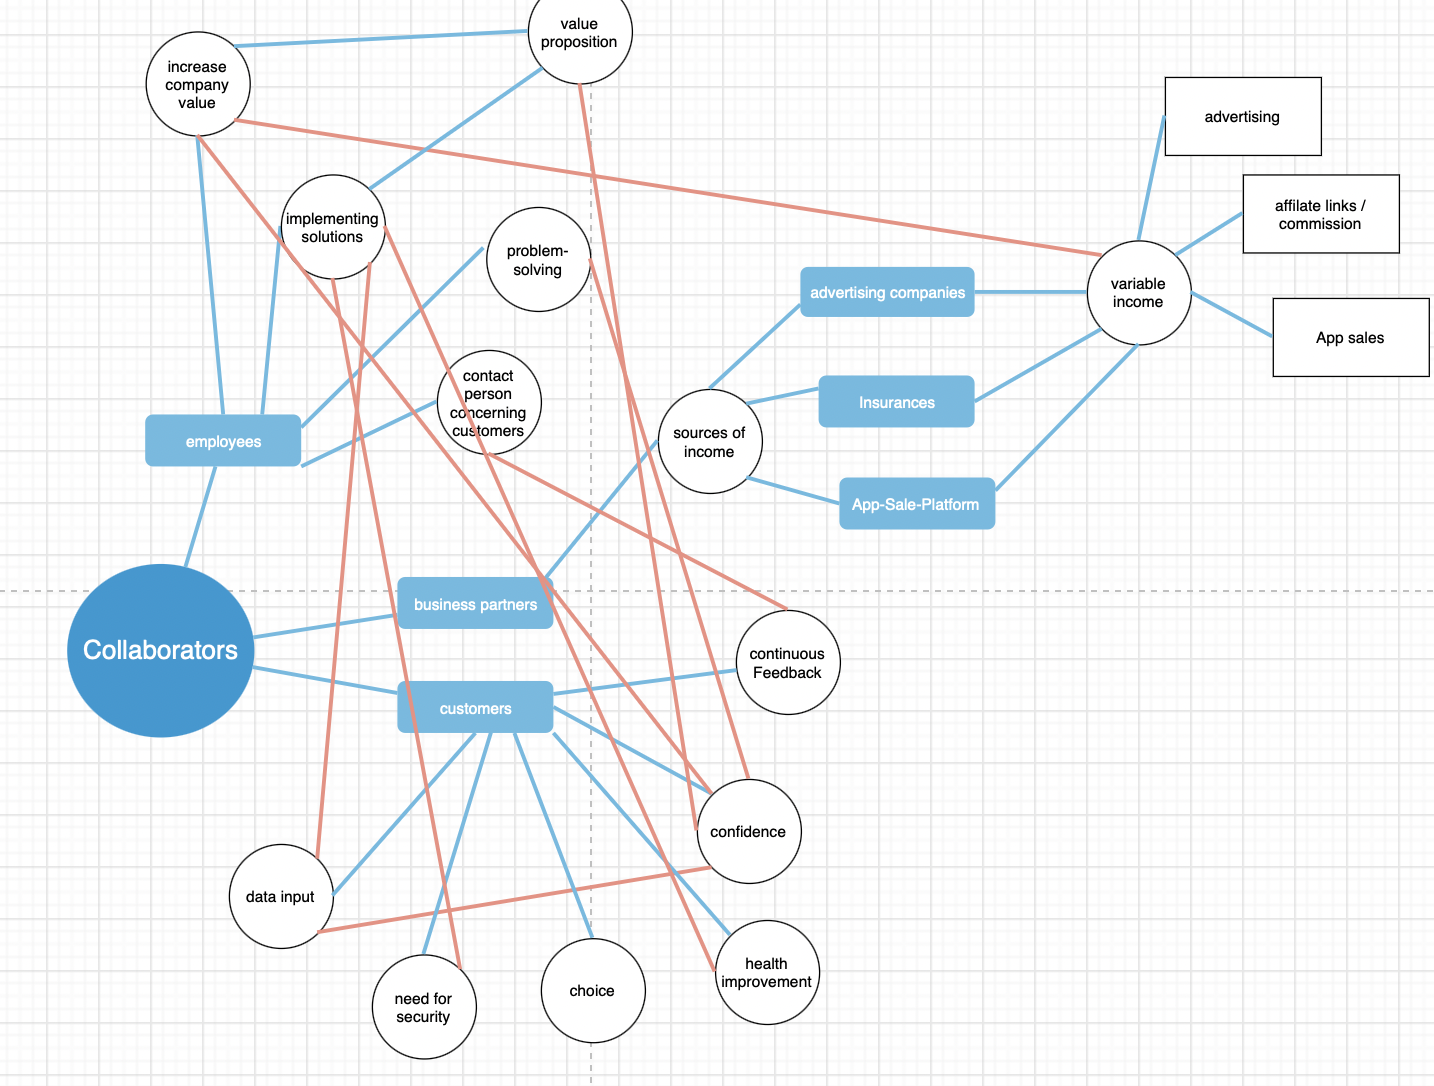 value
proposition
increase
company
value
advertising
affilate links /
commission
implementing
solutions
problem-
solving
advertising companies
variable
income
App sales
contact
person
concerning
customers
Insurances
employees
sources of
income
App-Sale-Platform
business partners
Collaborators
continuous
Feedback
customers
confidence
data input
health
improvement
need for
security
choice